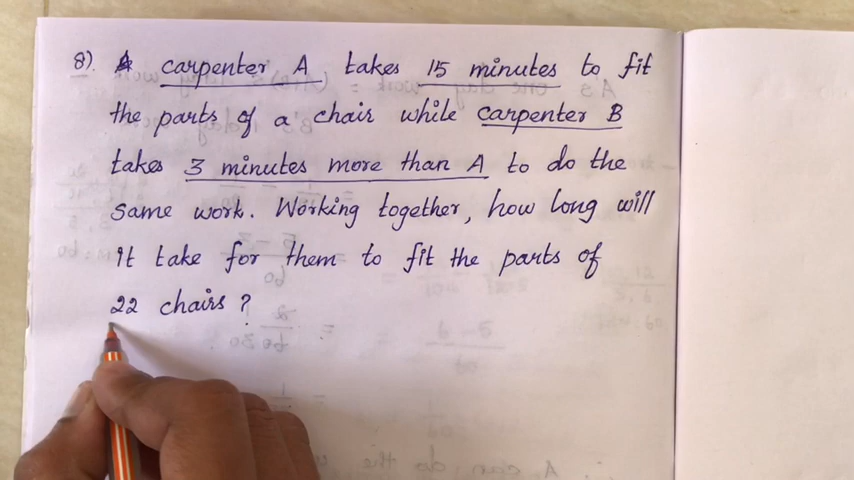 8). A carpenter A takes 15 minutes to fit
the parts of a chair while carpenter B
takes 3 minutes more than A to do the
same work. Working together, how long will
it take for them to fit the parts of
22 chairs?